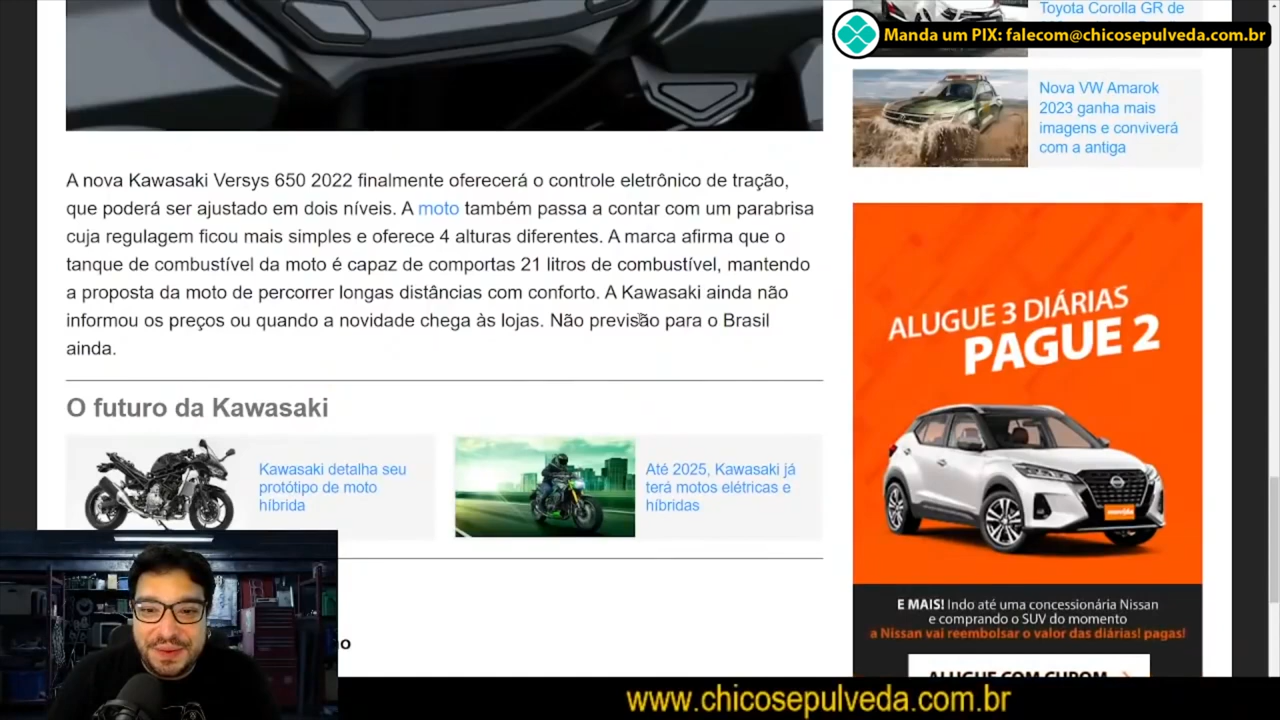 Toyota Corolla GR de
Manda um PIX: falecom@chicosepulveda.com.br
Nova VW Amarok
2023 ganha mais
imagens e conviverá
com a antiga
A nova Kawasaki Versys 650 2022 finalmente oferecerá o controle eletrônico de tração,
que poderá ser ajustado em dois níveis. A moto também passa a contar com um parabrisa
cuja regulagem ficou mais simples e oferece 4 alturas diferentes. A marca afirma que o
tanque de combustível da moto é capaz de comportas 21 litros de combustível, mantendo
a proposta da moto de percorrer longas distâncias com conforto. A Kawasaki ainda não
informou os preços ou quando a novidade chega às lojas. Não previsão para o Brasil
ainda.
O futuro da Kawasaki
Kawasaki detalha seu
protótipo de moto
híbrida
Até 2025, Kawasaki já
terá motos elétricas e
híbridas
ALUGUE 3 DIÁRIAS
PAGUE 2
E MAIS! Indo até uma concessionária Nissan
e comprando o SUV do momento
a Nissan vai reembolsar o valor das diárias! pagas!
ALUGUE COM CUPOM
www.chicosepulveda.com.br